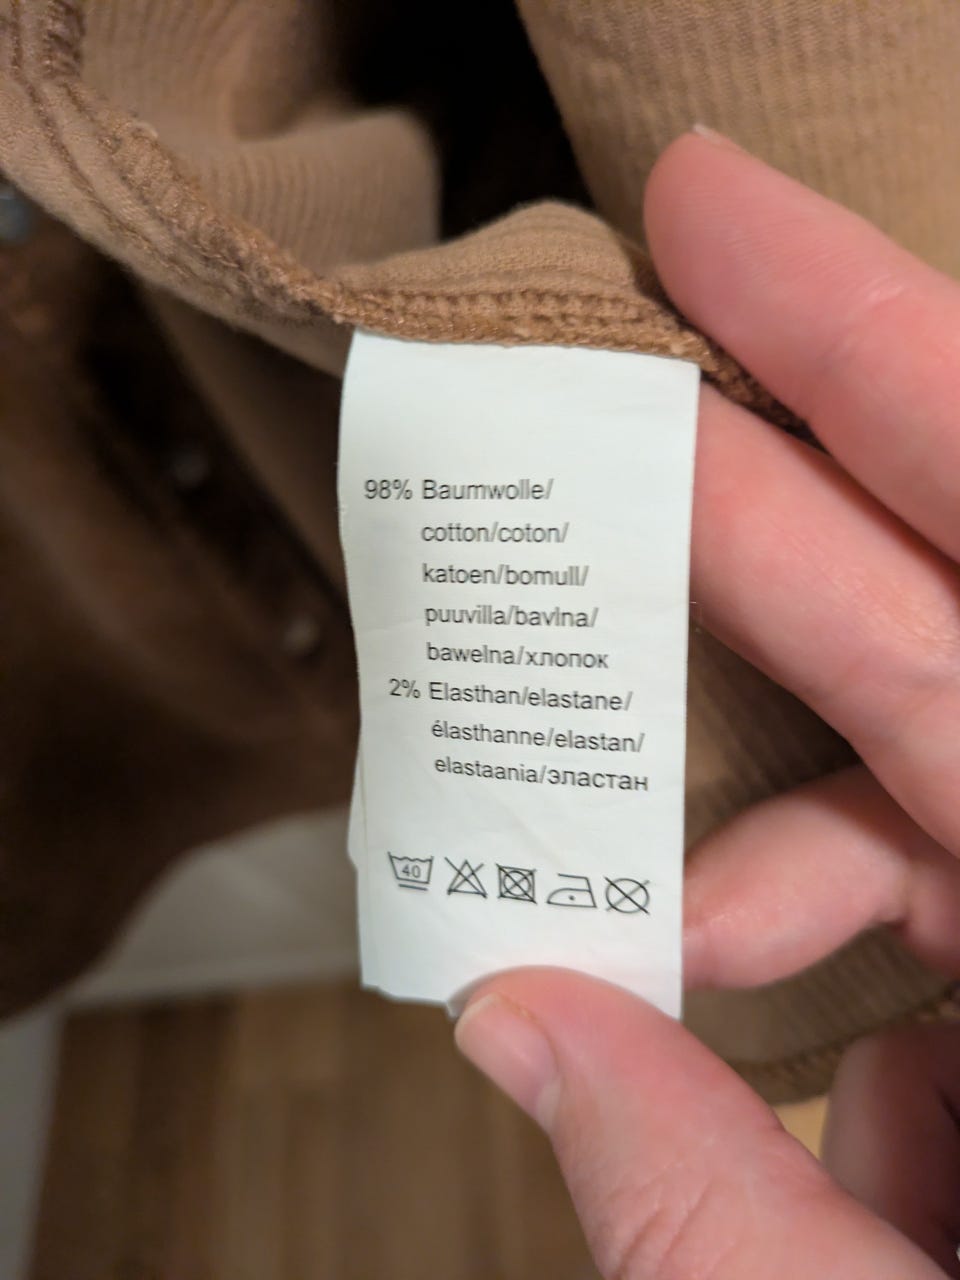 98% Baumwolle/
cotton/coton/
katoen/bomull/
puuvilla/bavlna/
bawelna/хлопок
2% Elasthan/elastane/
élasthanne/elastan/
elastaania/эластан
40